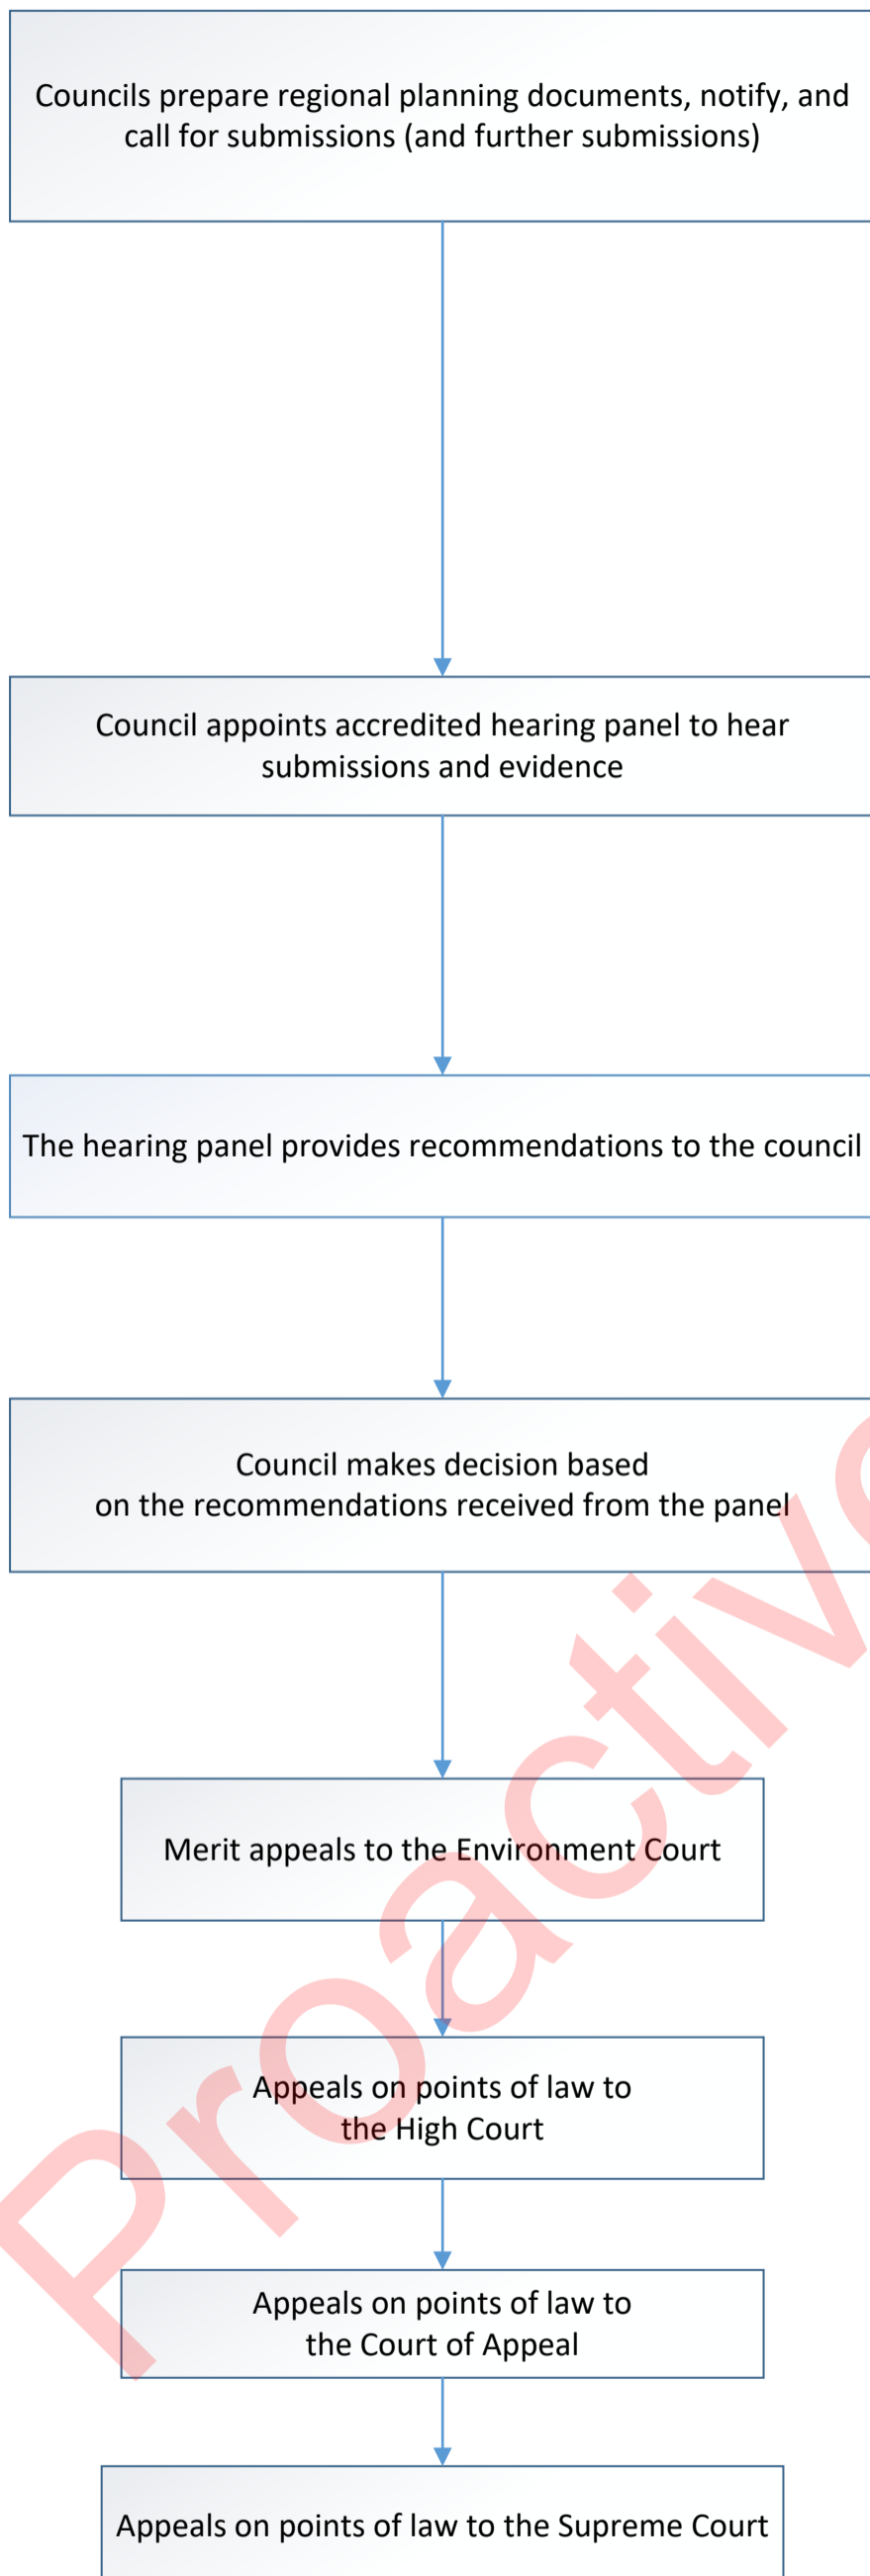 Councils prepare regional planning documents, notify, and
call for submissions (and further submissions)
Council appoints accredited hearing panel to hear
submissions and evidence
The hearing panel provides recommendations to the council
Council makes decision based
on the recommendations received from the panel
Merit appeals to the Environment Court
Appeals on points of law to
the High Court
Appeals on points of law to
the Court of Appeal
Appeals on points of law to the Supreme Court
Proactive